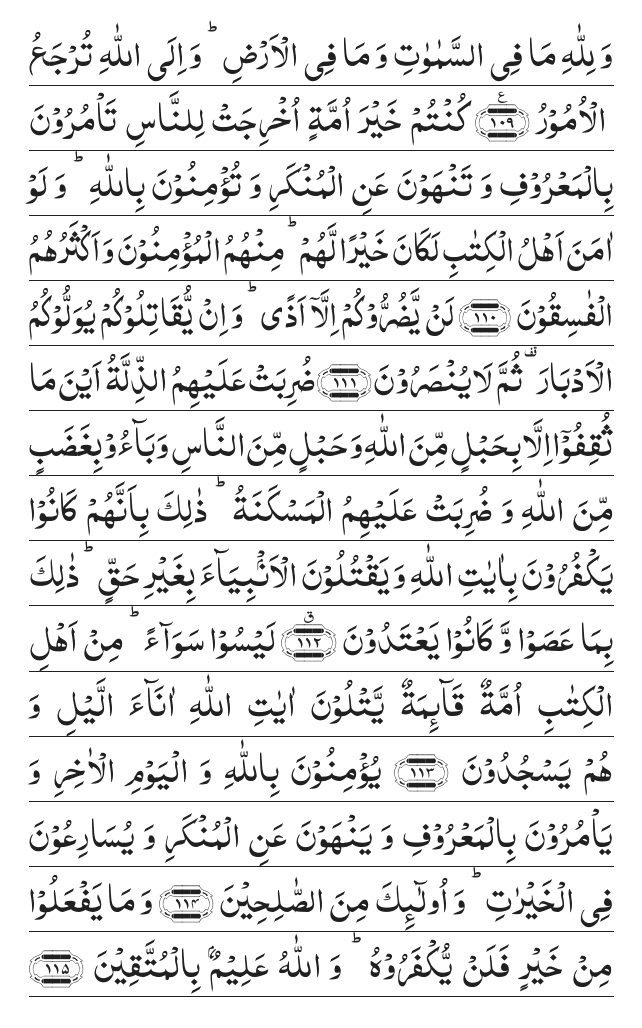 وَلِلّٰهِ مَا فِى السَّمٰوٰتِ وَ مَا فِى الۡاَرۡضِ‌ؕ وَ اِلَى اللّٰهِ تُرۡجَعُ
الۡاُمُوۡرُ ﴿۱۰۹﴾ ع كُنۡتُمۡ خَيۡرَ اُمَّةٍ اُخۡرِجَتۡ لِلنَّاسِ تَاۡمُرُوۡنَ
بِالۡمَعۡرُوۡفِ وَ تَنۡهَوۡنَ عَنِ الۡمُنۡكَرِ وَ تُؤۡمِنُوۡنَ بِاللّٰهِ‌ؕ وَ لَوۡ
اٰمَنَ اَهۡلُ الۡكِتٰبِ لَكَانَ خَيۡرًا لَّهُمۡ‌ؕ مِنۡهُمُ الۡمُؤۡمِنُوۡنَ وَاَكۡثَرُهُمُ
الۡفٰسِقُوۡنَ ﴿۱۱۰﴾ لَنۡ يَّضُرُّوۡكُمۡ اِلَّاۤ اَذًى‌ؕ وَ اِنۡ يُّقَاتِلُوۡكُمۡ يُوَلُّوۡكُمُ
الۡاَدۡبَارَ ثُمَّ لَا يُنۡصَرُوۡنَ ﴿۱۱۱﴾ ضُرِبَتۡ عَلَيۡهِمُ الذِّلَّةُ اَيۡنَ مَا
ثُقِفُوۡۤا اِلَّا بِحَبۡلٍ مِّنَ اللّٰهِ وَ حَبۡلٍ مِّنَ النَّاسِ وَبَآءُوۡ بِغَضَبٍ
مِّنَ اللّٰهِ وَ ضُرِبَتۡ عَلَيۡهِمُ الۡمَسۡكَنَةُ ‌ؕ ذٰلِكَ بِاَنَّهُمۡ كَانُوۡا
يَكۡفُرُوۡنَ بِاٰيٰتِ اللّٰهِ وَيَقۡتُلُوۡنَ الۡاَنۡۢبِيَآءَ بِغَيۡرِ حَقٍّ‌ؕ ذٰلِكَ
بِمَا عَصَوۡا وَّ كَانُوۡا يَعۡتَدُوۡنَ ﴿۱۱۲﴾ ق لَيۡسُوۡا سَوَآءً ‌ؕ مِنۡ اَهۡلِ
الۡكِتٰبِ اُمَّةٌ قَآٮِٕمَةٌ يَّتۡلُوۡنَ اٰيٰتِ اللّٰهِ اٰنَآءَ الَّيۡلِ وَ
هُمۡ يَسۡجُدُوۡنَ ﴿۱۱۳﴾ يُؤۡمِنُوۡنَ بِاللّٰهِ وَ الۡيَوۡمِ الۡاٰخِرِ وَ
يَاۡمُرُوۡنَ بِالۡمَعۡرُوۡفِ وَ يَنۡهَوۡنَ عَنِ الۡمُنۡكَرِ وَ يُسَارِعُوۡنَ
فِى الۡخَيۡرٰتِ ؕ وَ اُولٰٓٮِٕكَ مِنَ الصّٰلِحِيۡنَ ﴿۱۱۴﴾ وَ مَا يَفۡعَلُوۡا
مِنۡ خَيۡرٍ فَلَنۡ يُّكۡفَرُوۡهُ ‌ؕ وَ اللّٰهُ عَلِيۡمٌۢ بِالۡمُتَّقِيۡنَ ﴿۱۱۵﴾